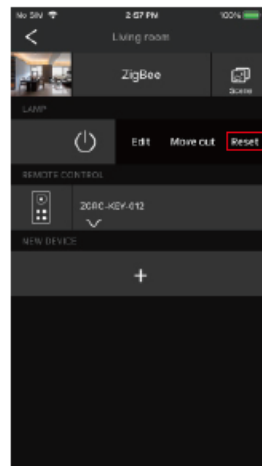 No SIM 2:57 PM 100%
Living room
ZigBee
Scene
LAMP
Edit Move out Reset
REMOTE CONTROL
ZGRC-KEY-012
NEW DEVICE
+